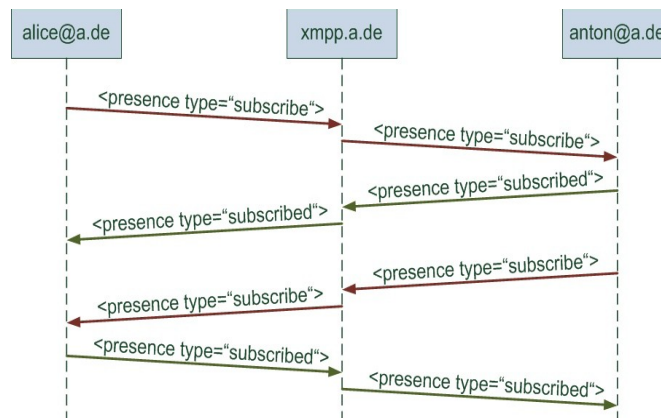 alice@a.de
xmpp.a.de
anton@a.de
<presence type=“subscribe“>
<presence type=“subscribe“>
<presence type=“subscribed“>
<presence type=“subscribed“>
<presence type=“subscribe“>
<presence type=“subscribe“>
<presence type=“subscribed“>
<presence type=“subscribed“>